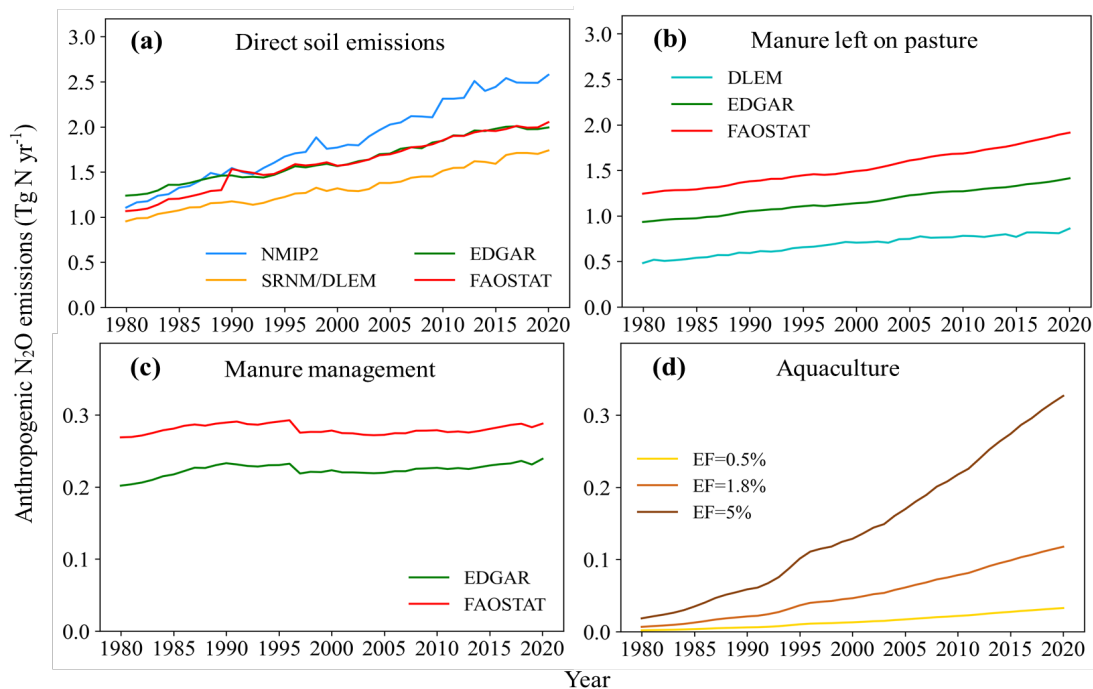 Anthropogenic N₂O emissions (Tg N yr⁻¹)
(a) Direct soil emissions
3.0
2.5
2.0
1.5
1.0
0.5
0.0
NMIP2
SRNM/DLEM
EDGAR
FAOSTAT
1980 1985 1990 1995 2000 2005 2010 2015 2020
(b) Manure left on pasture
3.0
2.5
2.0
1.5
1.0
0.5
0.0
DLEM
EDGAR
FAOSTAT
1980 1985 1990 1995 2000 2005 2010 2015 2020
(c) Manure management
0.3
0.2
0.1
0.0
EDGAR
FAOSTAT
1980 1985 1990 1995 2000 2005 2010 2015 2020
(d) Aquaculture
0.3
0.2
0.1
0.0
EF=0.5%
EF=1.8%
EF=5%
1980 1985 1990 1995 2000 2005 2010 2015 2020
Year